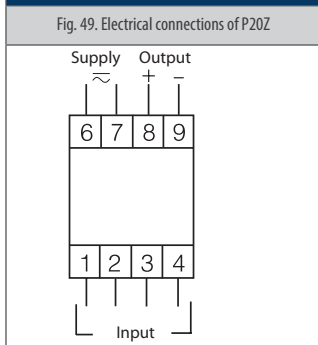 Fig. 49. Electrical connections of P20Z
Supply Output
+ −
6 7 8 9
1 2 3 4
Input